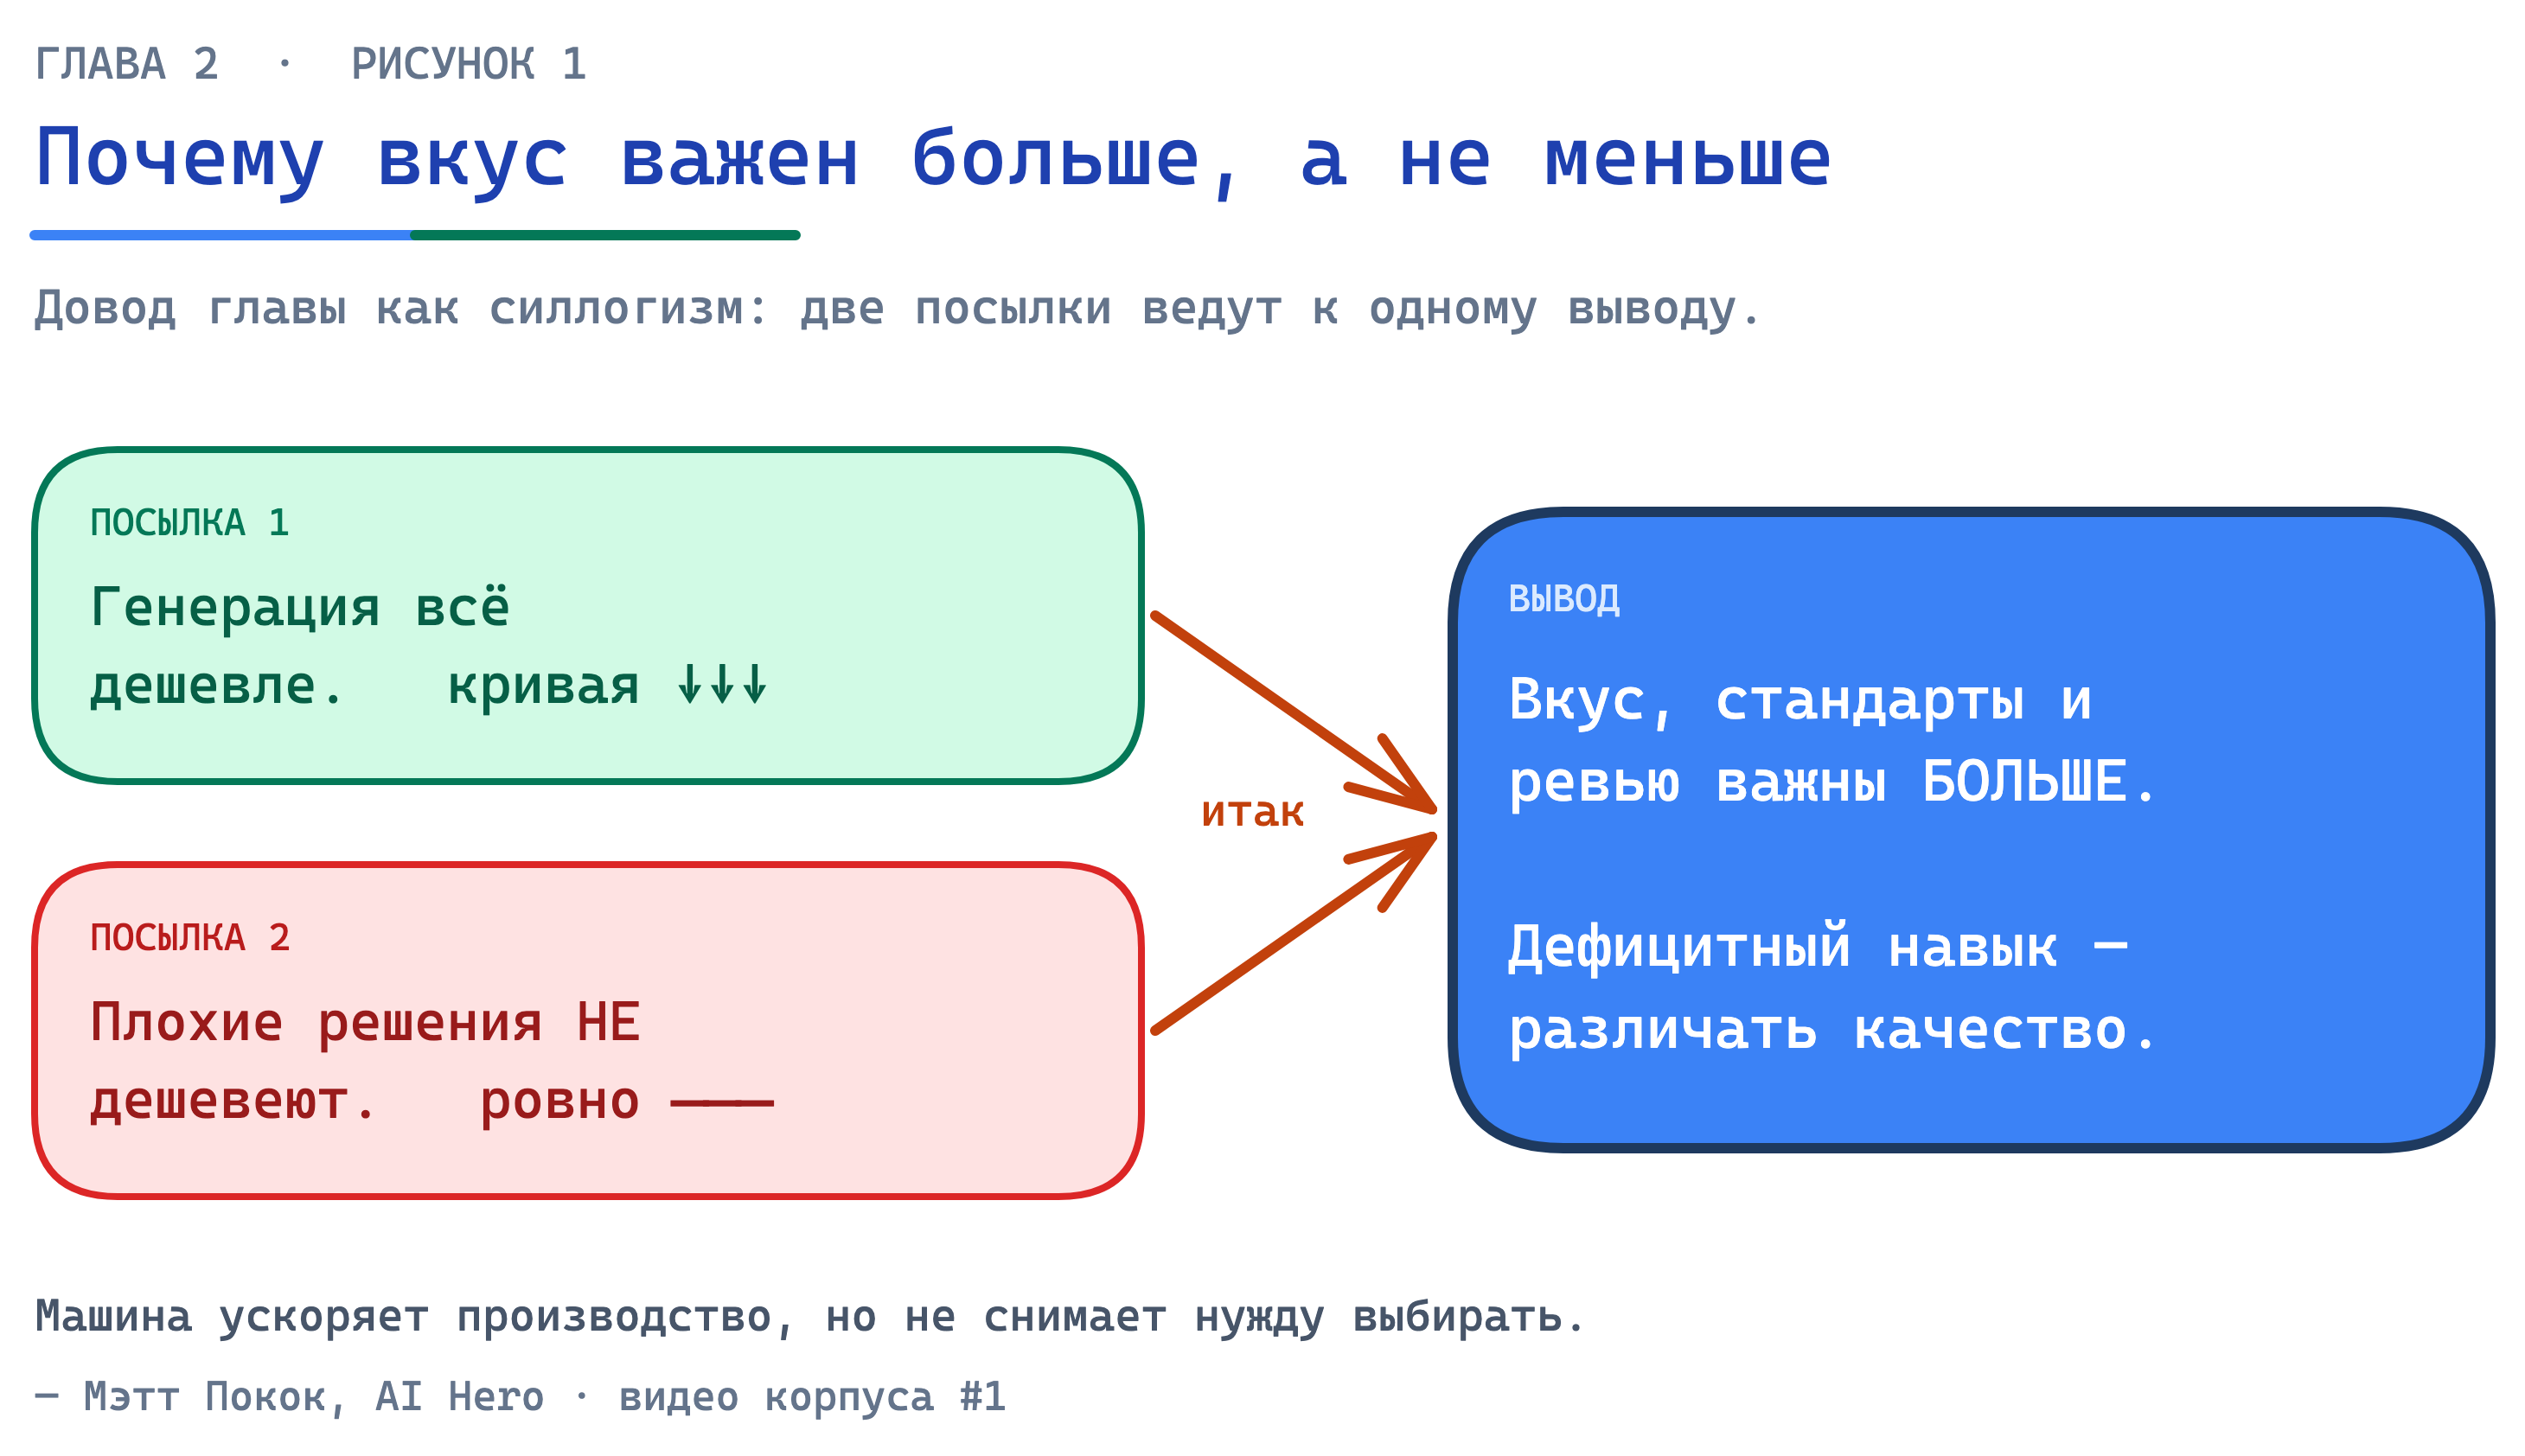 ГЛАВА 2 · РИСУНОК 1
Почему вкус важен больше, а не меньше
Довод главы как силлогизм: две посылки ведут к одному выводу.
ПОСЫЛКА 1
Генерация всё
дешевле. кривая ↓↓↓
ПОСЫЛКА 2
Плохие решения НЕ
дешевеют. ровно ———
итак
ВЫВОД
Вкус, стандарты и
ревью важны БОЛЬШЕ.
Дефицитный навык —
различать качество.
Машина ускоряет производство, но не снимает нужду выбирать.
— Мэтт Покок, AI Hero · видео корпуса #1